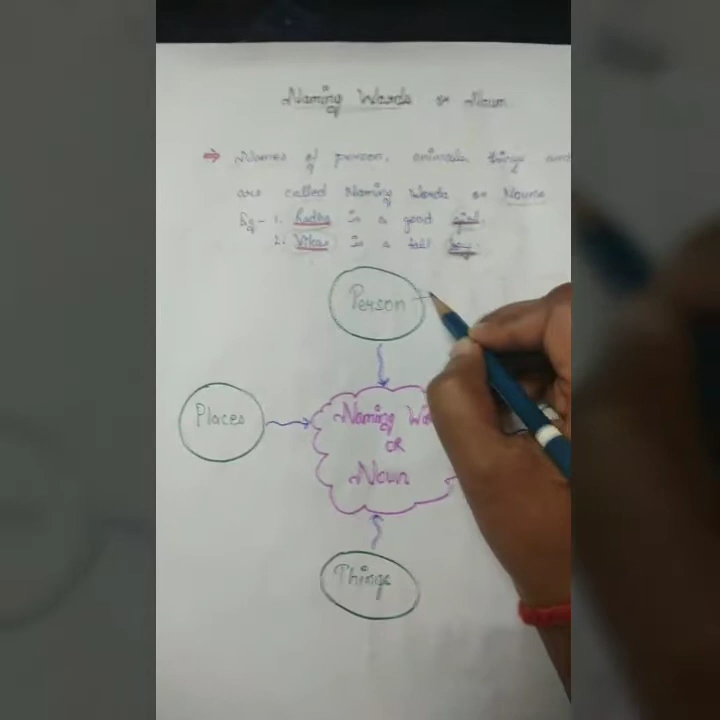 Naming Words or Noun
Names of person, animals, things and
are called Naming Words or Nouns
Eg- 1. Radha Is a good girl.
2. Vikas Is a tall boy.
Person
Places
Naming
OR
Noun
Things